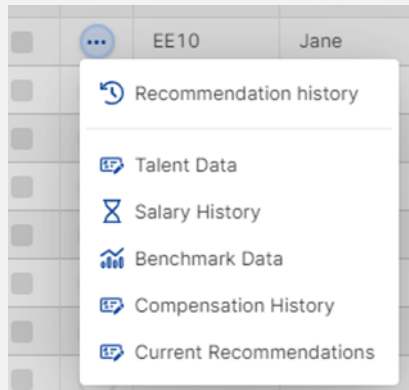 EE10 Jane
Recommendation history
Talent Data
Salary History
Benchmark Data
Compensation History
Current Recommendations